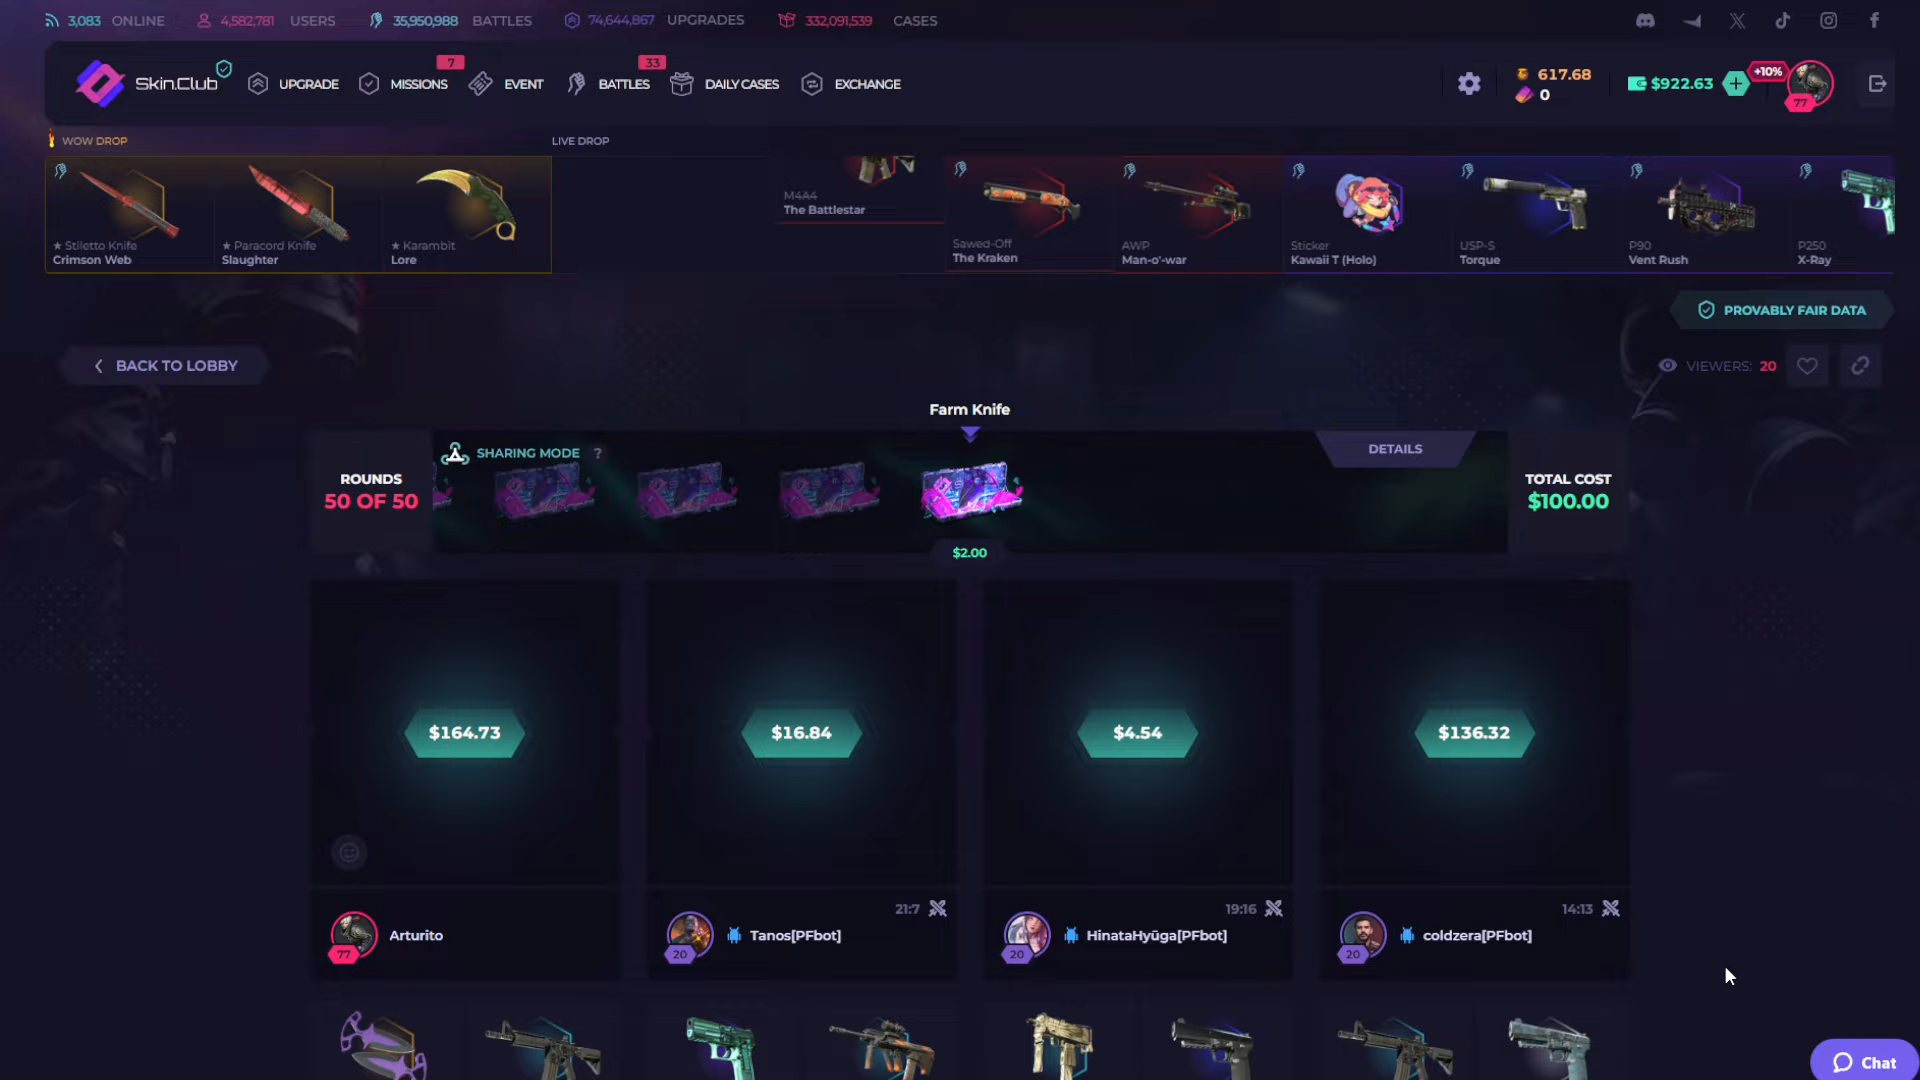 3,083 ONLINE 4,582,781 USERS 35,950,988 BATTLES 74,644,867 UPGRADES 332,091,539 CASES
Skin.Club UPGRADE MISSIONS 7 EVENT BATTLES 33 DAILY CASES EXCHANGE
617.68
0
$922.63 +10%
77
WOW DROP LIVE DROP
★ Stiletto Knife
Crimson Web
★ Paracord Knife
Slaughter
★ Karambit
Lore
M4A4
The Battlestar
Sawed-Off
The Kraken
AWP
Man-o'-war
Sticker
Kawaii T (Holo)
USP-S
Torque
P90
Vent Rush
P250
X-Ray
PROVABLY FAIR DATA
BACK TO LOBBY
VIEWERS: 20
Farm Knife
ROUNDS
50 OF 50
SHARING MODE ?
DETAILS
TOTAL COST
$100.00
$2.00
$164.73 $16.84 $4.54 $136.32
77 Arturito
21:7
20 Tanos[PFbot]
19:16
20 HinataHyūga[PFbot]
14:13
20 coldzera[PFbot]
Chat